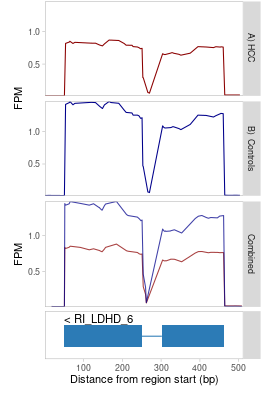 1.0
0.5
A) HCC
FPM
1.0
0.5
B) Controls
1.0
0.5
FPM
Combined
< RI_LDHD_6
100 200 300 400 500
Distance from region start (bp)